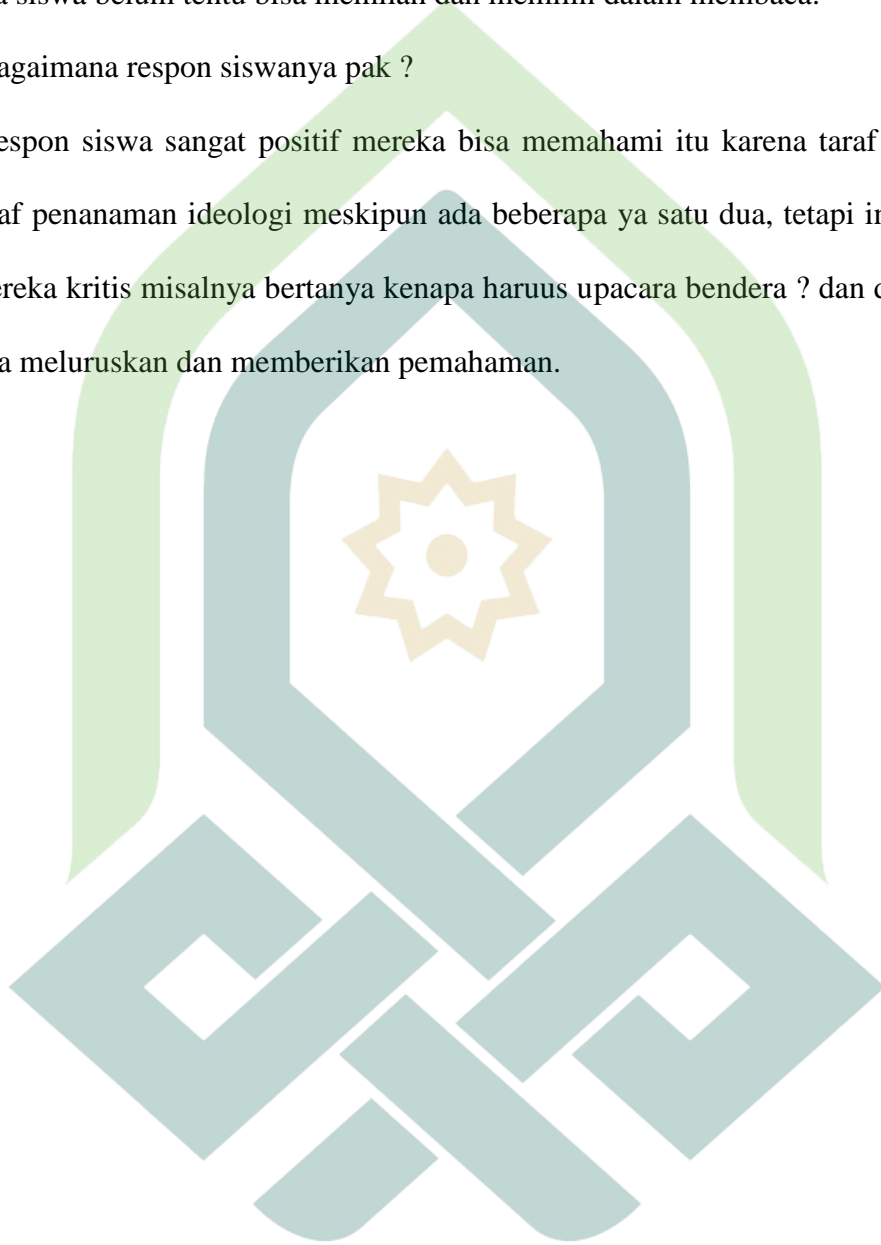 siswa belum tentu bisa memilah dan memilih dalam membaca.
agaimana respon siswanya pak ?
espon siswa sangat positif mereka bisa memahami itu karena taraf
af penanaman ideologi meskipun ada beberapa ya satu dua, tetapi
ereka kritis misalnya bertanya kenapa haruus upacara bendera ? dan
a meluruskan dan memberikan pemahaman.